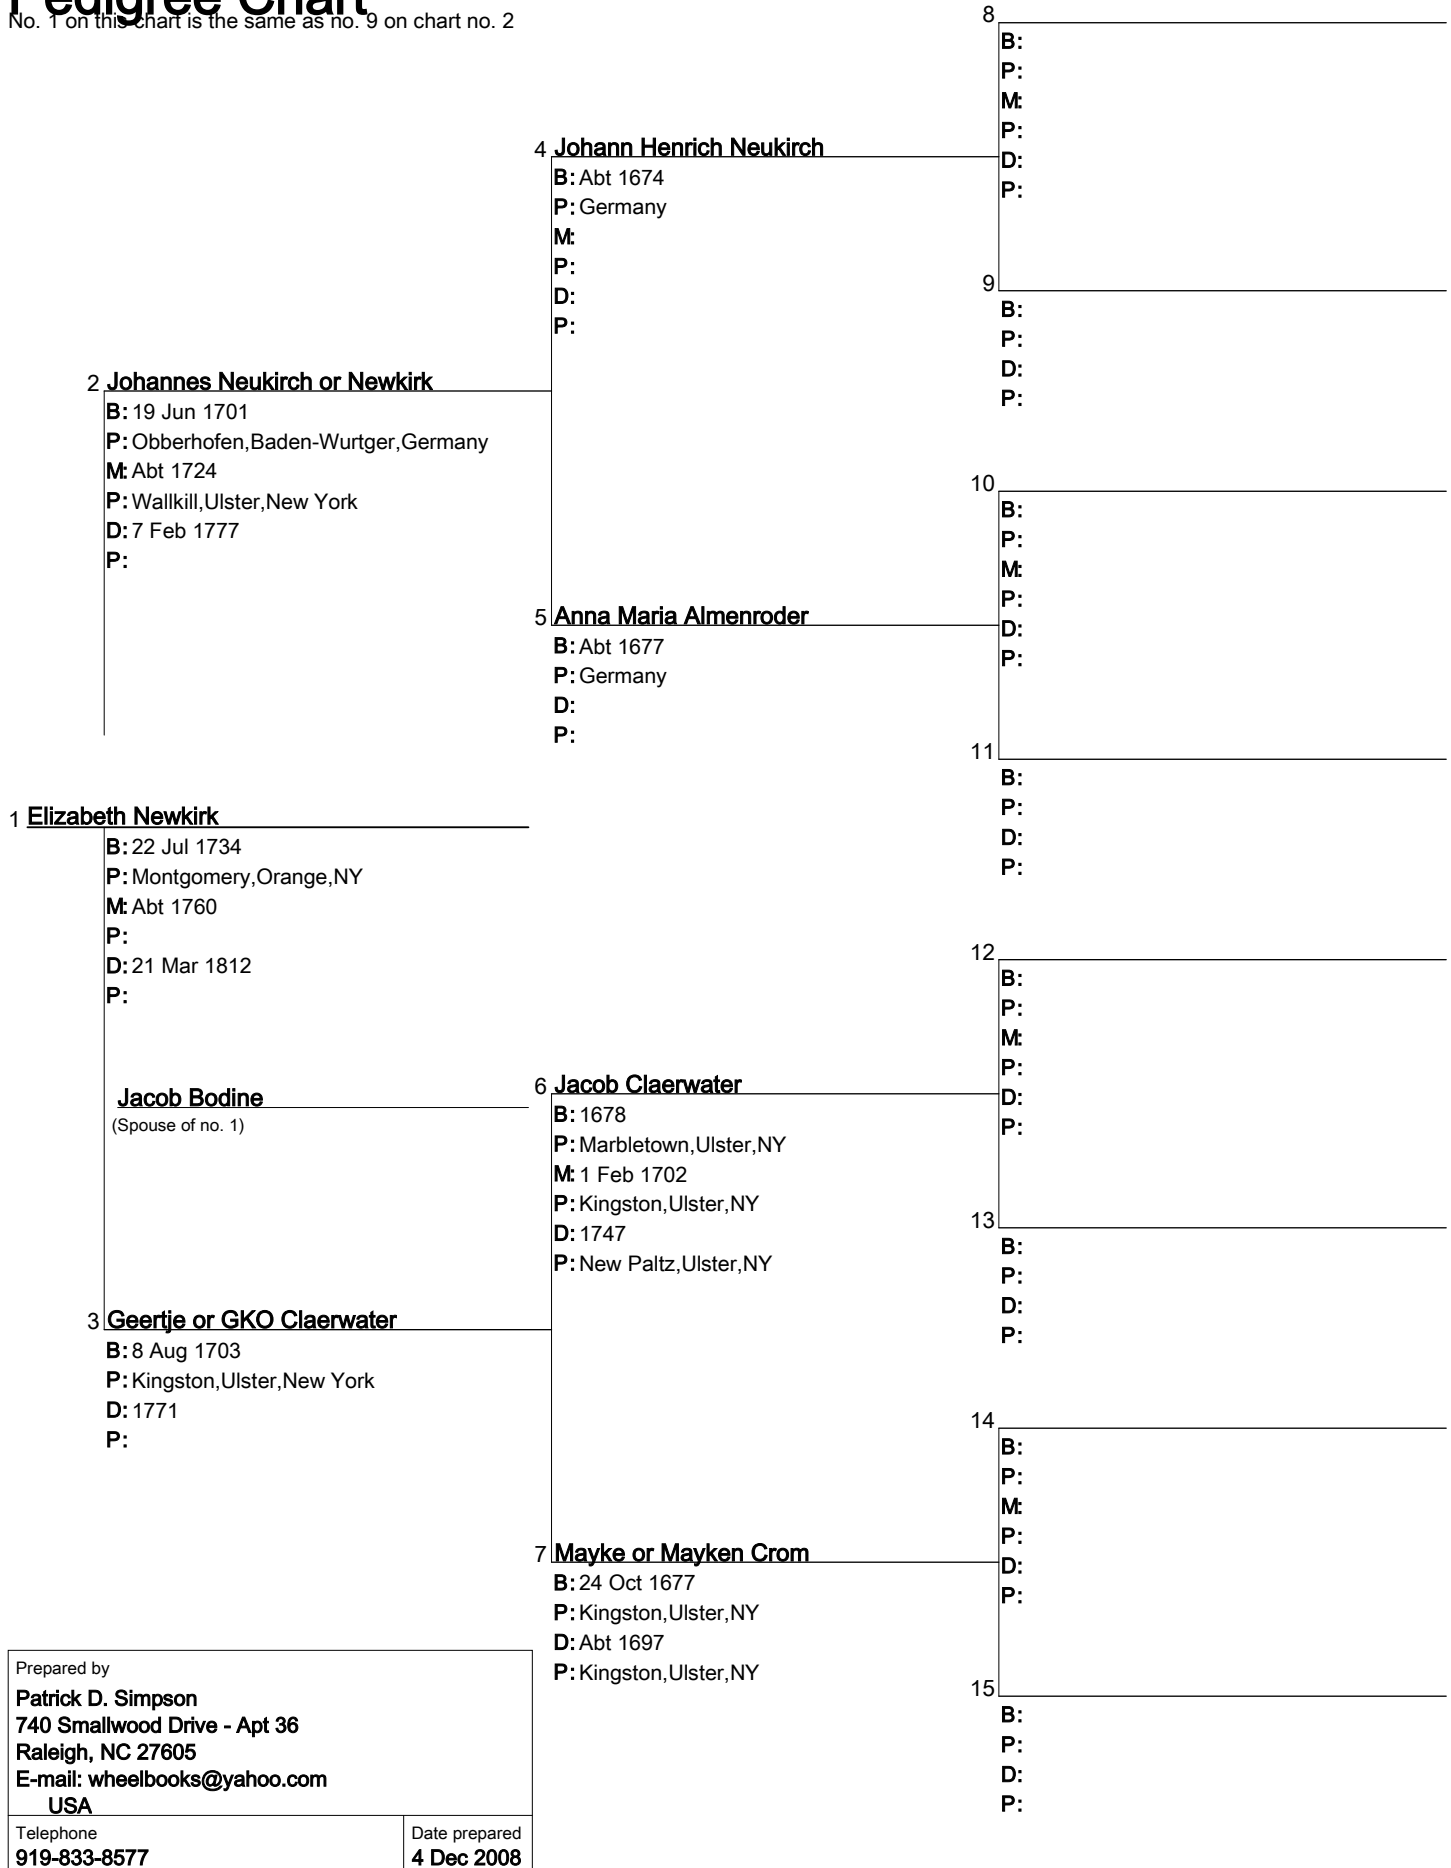 Pedigree Chart
No. 1 on this chart is the same as no. 9 on chart no. 2
8
B:
P:
M:
P:
D:
P:
4 Johann Henrich Neukirch
B: Abt 1674
P: Germany
M:
P:
D:
P:
9
B:
P:
D:
P:
2 Johannes Neukirch or Newkirk
B: 19 Jun 1701
P: Obberhofen,Baden-Wurtger,Germany
M: Abt 1724
P: Wallkill,Ulster,New York
D: 7 Feb 1777
P:
10
B:
P:
M:
P:
D:
P:
5 Anna Maria Almenroder
B: Abt 1677
P: Germany
D:
P:
11
B:
P:
D:
P:
1 Elizabeth Newkirk
B: 22 Jul 1734
P: Montgomery,Orange,NY
M: Abt 1760
P:
D: 21 Mar 1812
P:
Jacob Bodine
(Spouse of no. 1)
12
B:
P:
M:
P:
D:
P:
6 Jacob Claerwater
B: 1678
P: Marbletown,Ulster,NY
M: 1 Feb 1702
P: Kingston,Ulster,NY
D: 1747
P: New Paltz,Ulster,NY
13
B:
P:
D:
P:
3 Geertje or GKO Claerwater
B: 8 Aug 1703
P: Kingston,Ulster,New York
D: 1771
P:
14
B:
P:
M:
P:
D:
P:
7 Mayke or Mayken Crom
B: 24 Oct 1677
P: Kingston,Ulster,NY
D: Abt 1697
P: Kingston,Ulster,NY
15
B:
P:
D:
P:
Prepared by
Patrick D. Simpson
740 Smallwood Drive - Apt 36
Raleigh, NC 27605
E-mail: wheelbooks@yahoo.com
USA
Telephone
919-833-8577
Date prepared
4 Dec 2008